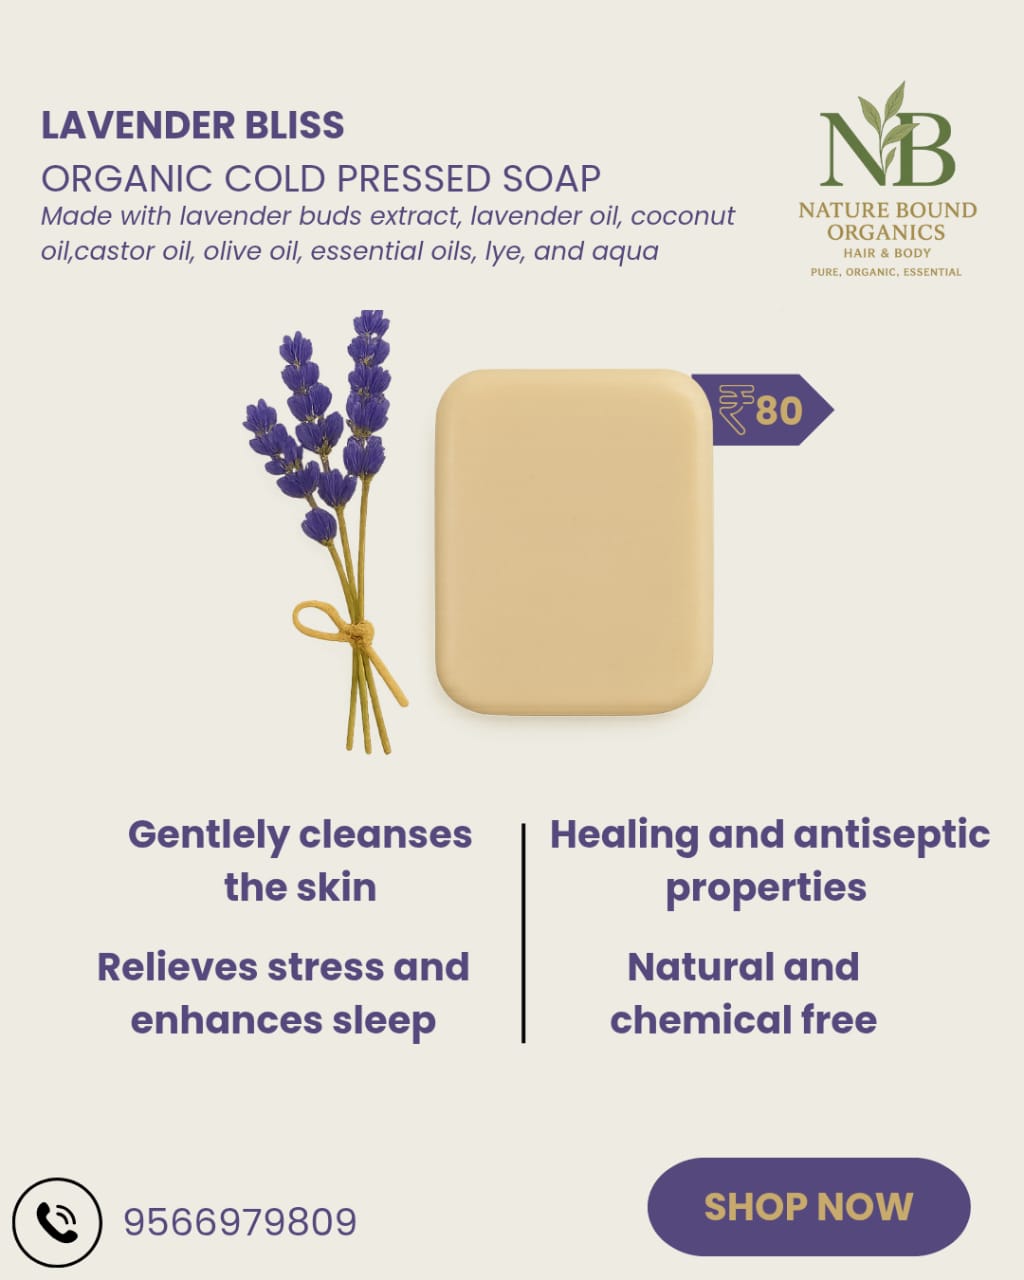 LAVENDER BLISS
ORGANIC COLD PRESSED SOAP
Made with lavender buds extract, lavender oil, coconut
oil,castor oil, olive oil, essential oils, lye, and aqua
NB
NATURE BOUND
ORGANICS
HAIR & BODY
PURE, ORGANIC, ESSENTIAL
₹80
Gentlely cleanses
the skin
Healing and antiseptic
properties
Relieves stress and
enhances sleep
Natural and
chemical free
9566979809
SHOP NOW